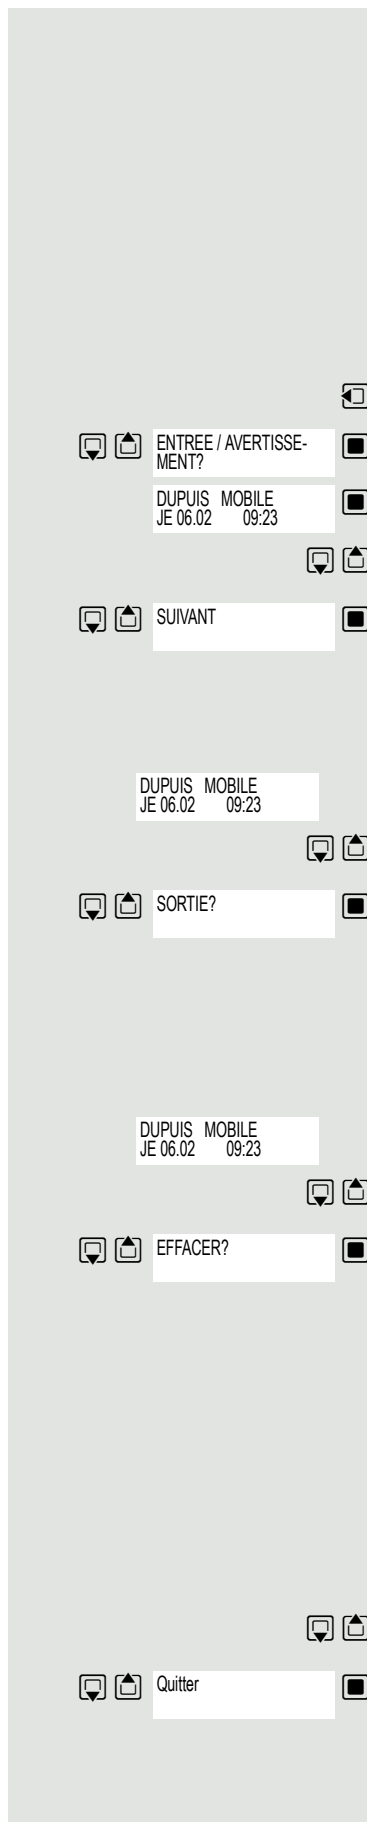 ENTREE / AVERTISSE-
MENT?
DUPUIS MOBILE
JE 06.02 09:23
SUIVANT
DUPUIS MOBILE
JE 06.02 09:23
SORTIE?
DUPUIS MOBILE
JE 06.02 09:23
EFFACER?
Quitter